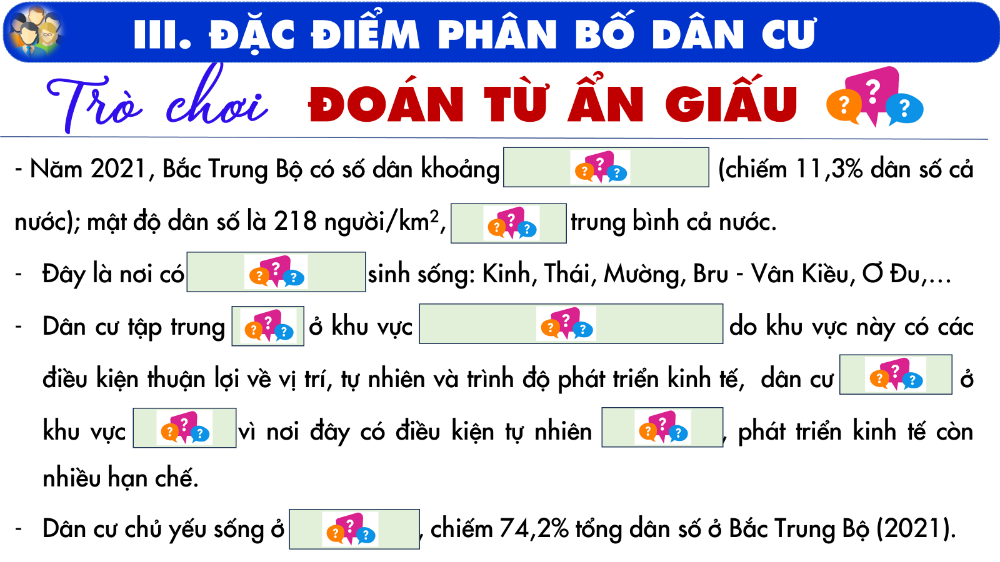 III. ĐẶC ĐIỂM PHÂN BỐ DÂN CƯ
Trò chơi ĐOÁN TỪ ẨN GIẤU ? ? ?
- Năm 2021, Bắc Trung Bộ có số dân khoảng ? ? ? (chiếm 11,3% dân số cả
nước); mật độ dân số là 218 người/km², ? ? ? trung bình cả nước.
- Đây là nơi có ? ? ? sinh sống: Kinh, Thái, Mường, Bru - Vân Kiều, Ơ Đu,...
- Dân cư tập trung ? ? ? ở khu vực ? ? ? do khu vực này có các
điều kiện thuận lợi về vị trí, tự nhiên và trình độ phát triển kinh tế, dân cư ? ? ? ở
khu vực ? ? ? vì nơi đây có điều kiện tự nhiên ? ? ? , phát triển kinh tế còn
nhiều hạn chế.
- Dân cư chủ yếu sống ở ? ? ? , chiếm 74,2% tổng dân số ở Bắc Trung Bộ (2021).